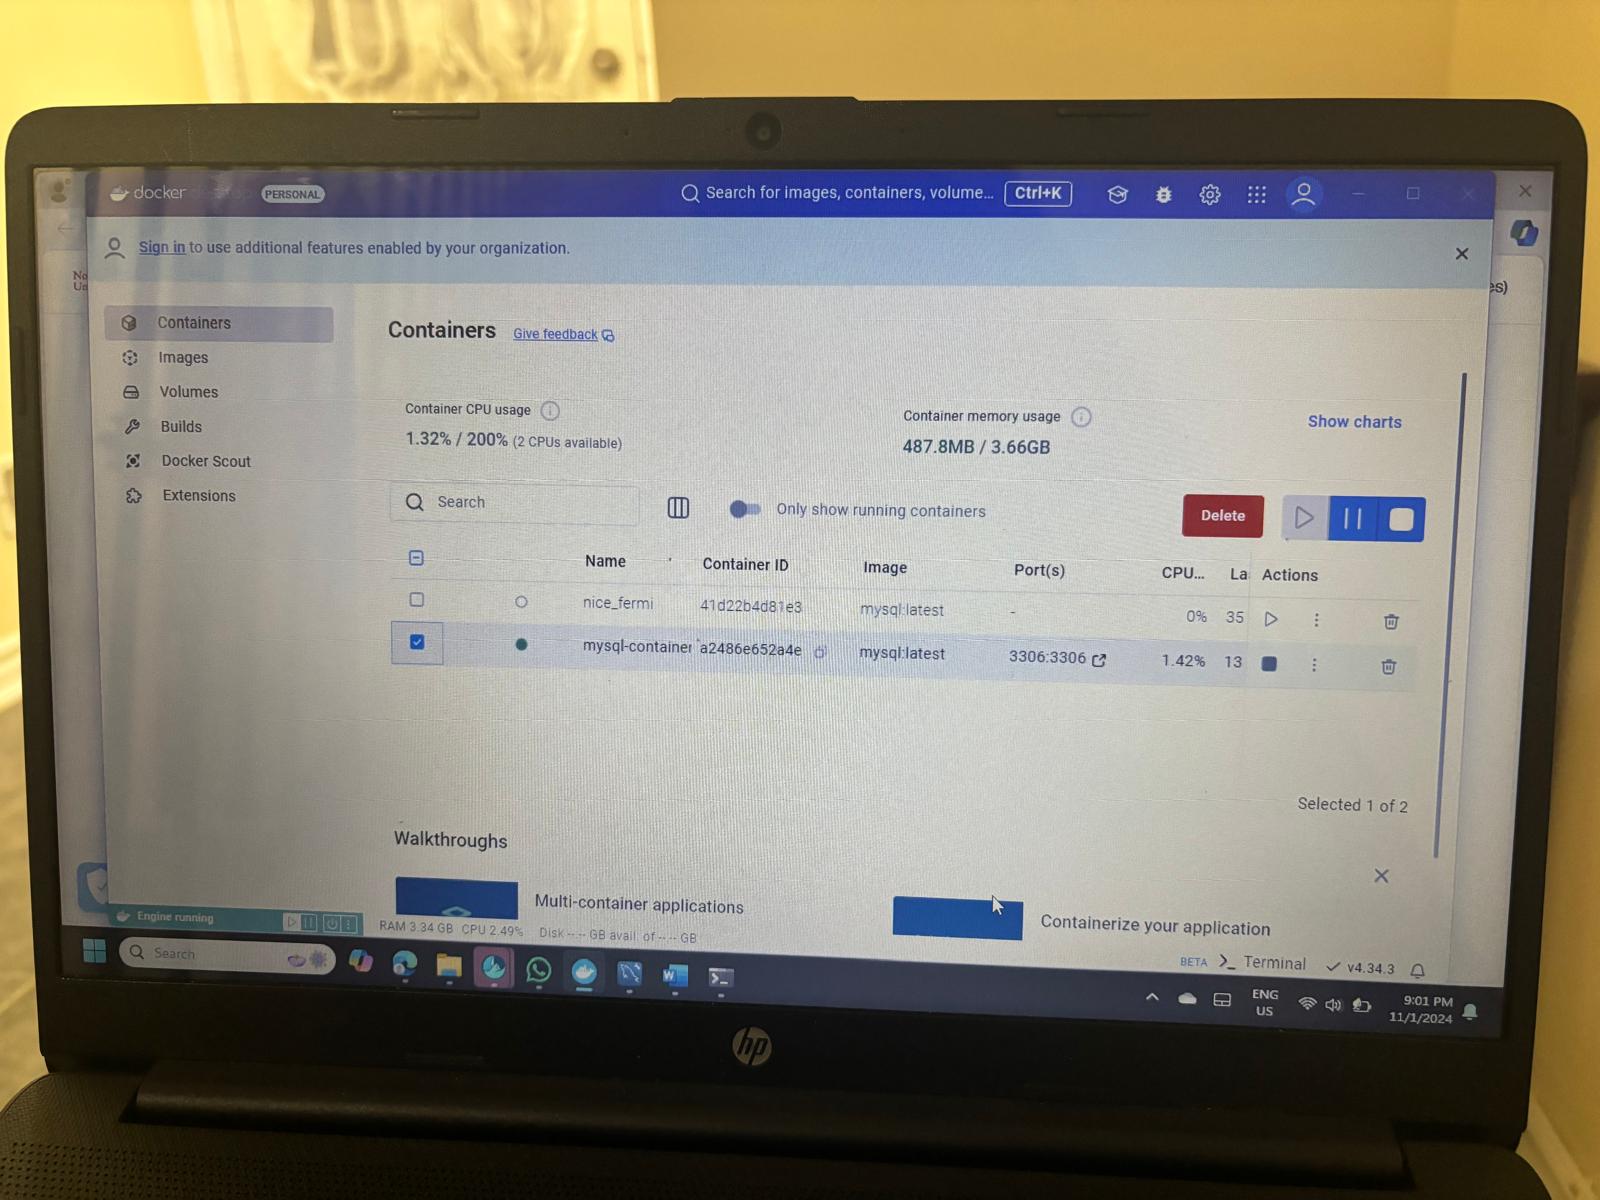 docker desktop PERSONAL
Search for images, containers, volume... Ctrl+K
Sign in to use additional features enabled by your organization.
No
Un
es)
Containers
Images
Volumes
Builds
Docker Scout
Extensions
Containers Give feedback
Container CPU usage
1.32% / 200% (2 CPUs available)
Container memory usage
487.8MB / 3.66GB
Show charts
Search
Only show running containers
Delete
Name Container ID Image Port(s) CPU... La Actions
nice_fermi 41d22b4d81e3 mysql:latest - 0% 35
mysql-container a2486e652a4e mysql:latest 3306:3306 1.42% 13
Selected 1 of 2
Walkthroughs
Multi-container applications
Containerize your application
Engine running
RAM 3.34 GB CPU 2.49% Disk -.-- GB avail. of -.-- GB
BETA >_ Terminal v4.34.3
Search
ENG
US
9:01 PM
11/1/2024
hp